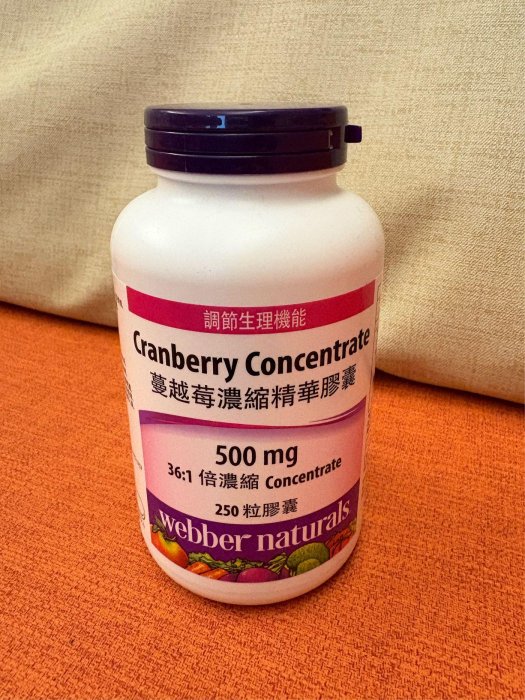 調節生理機能
Cranberry Concentrate
蔓越莓濃縮精華膠囊
500 mg
36:1 倍濃縮 Concentrate
250 粒膠囊
webber naturals